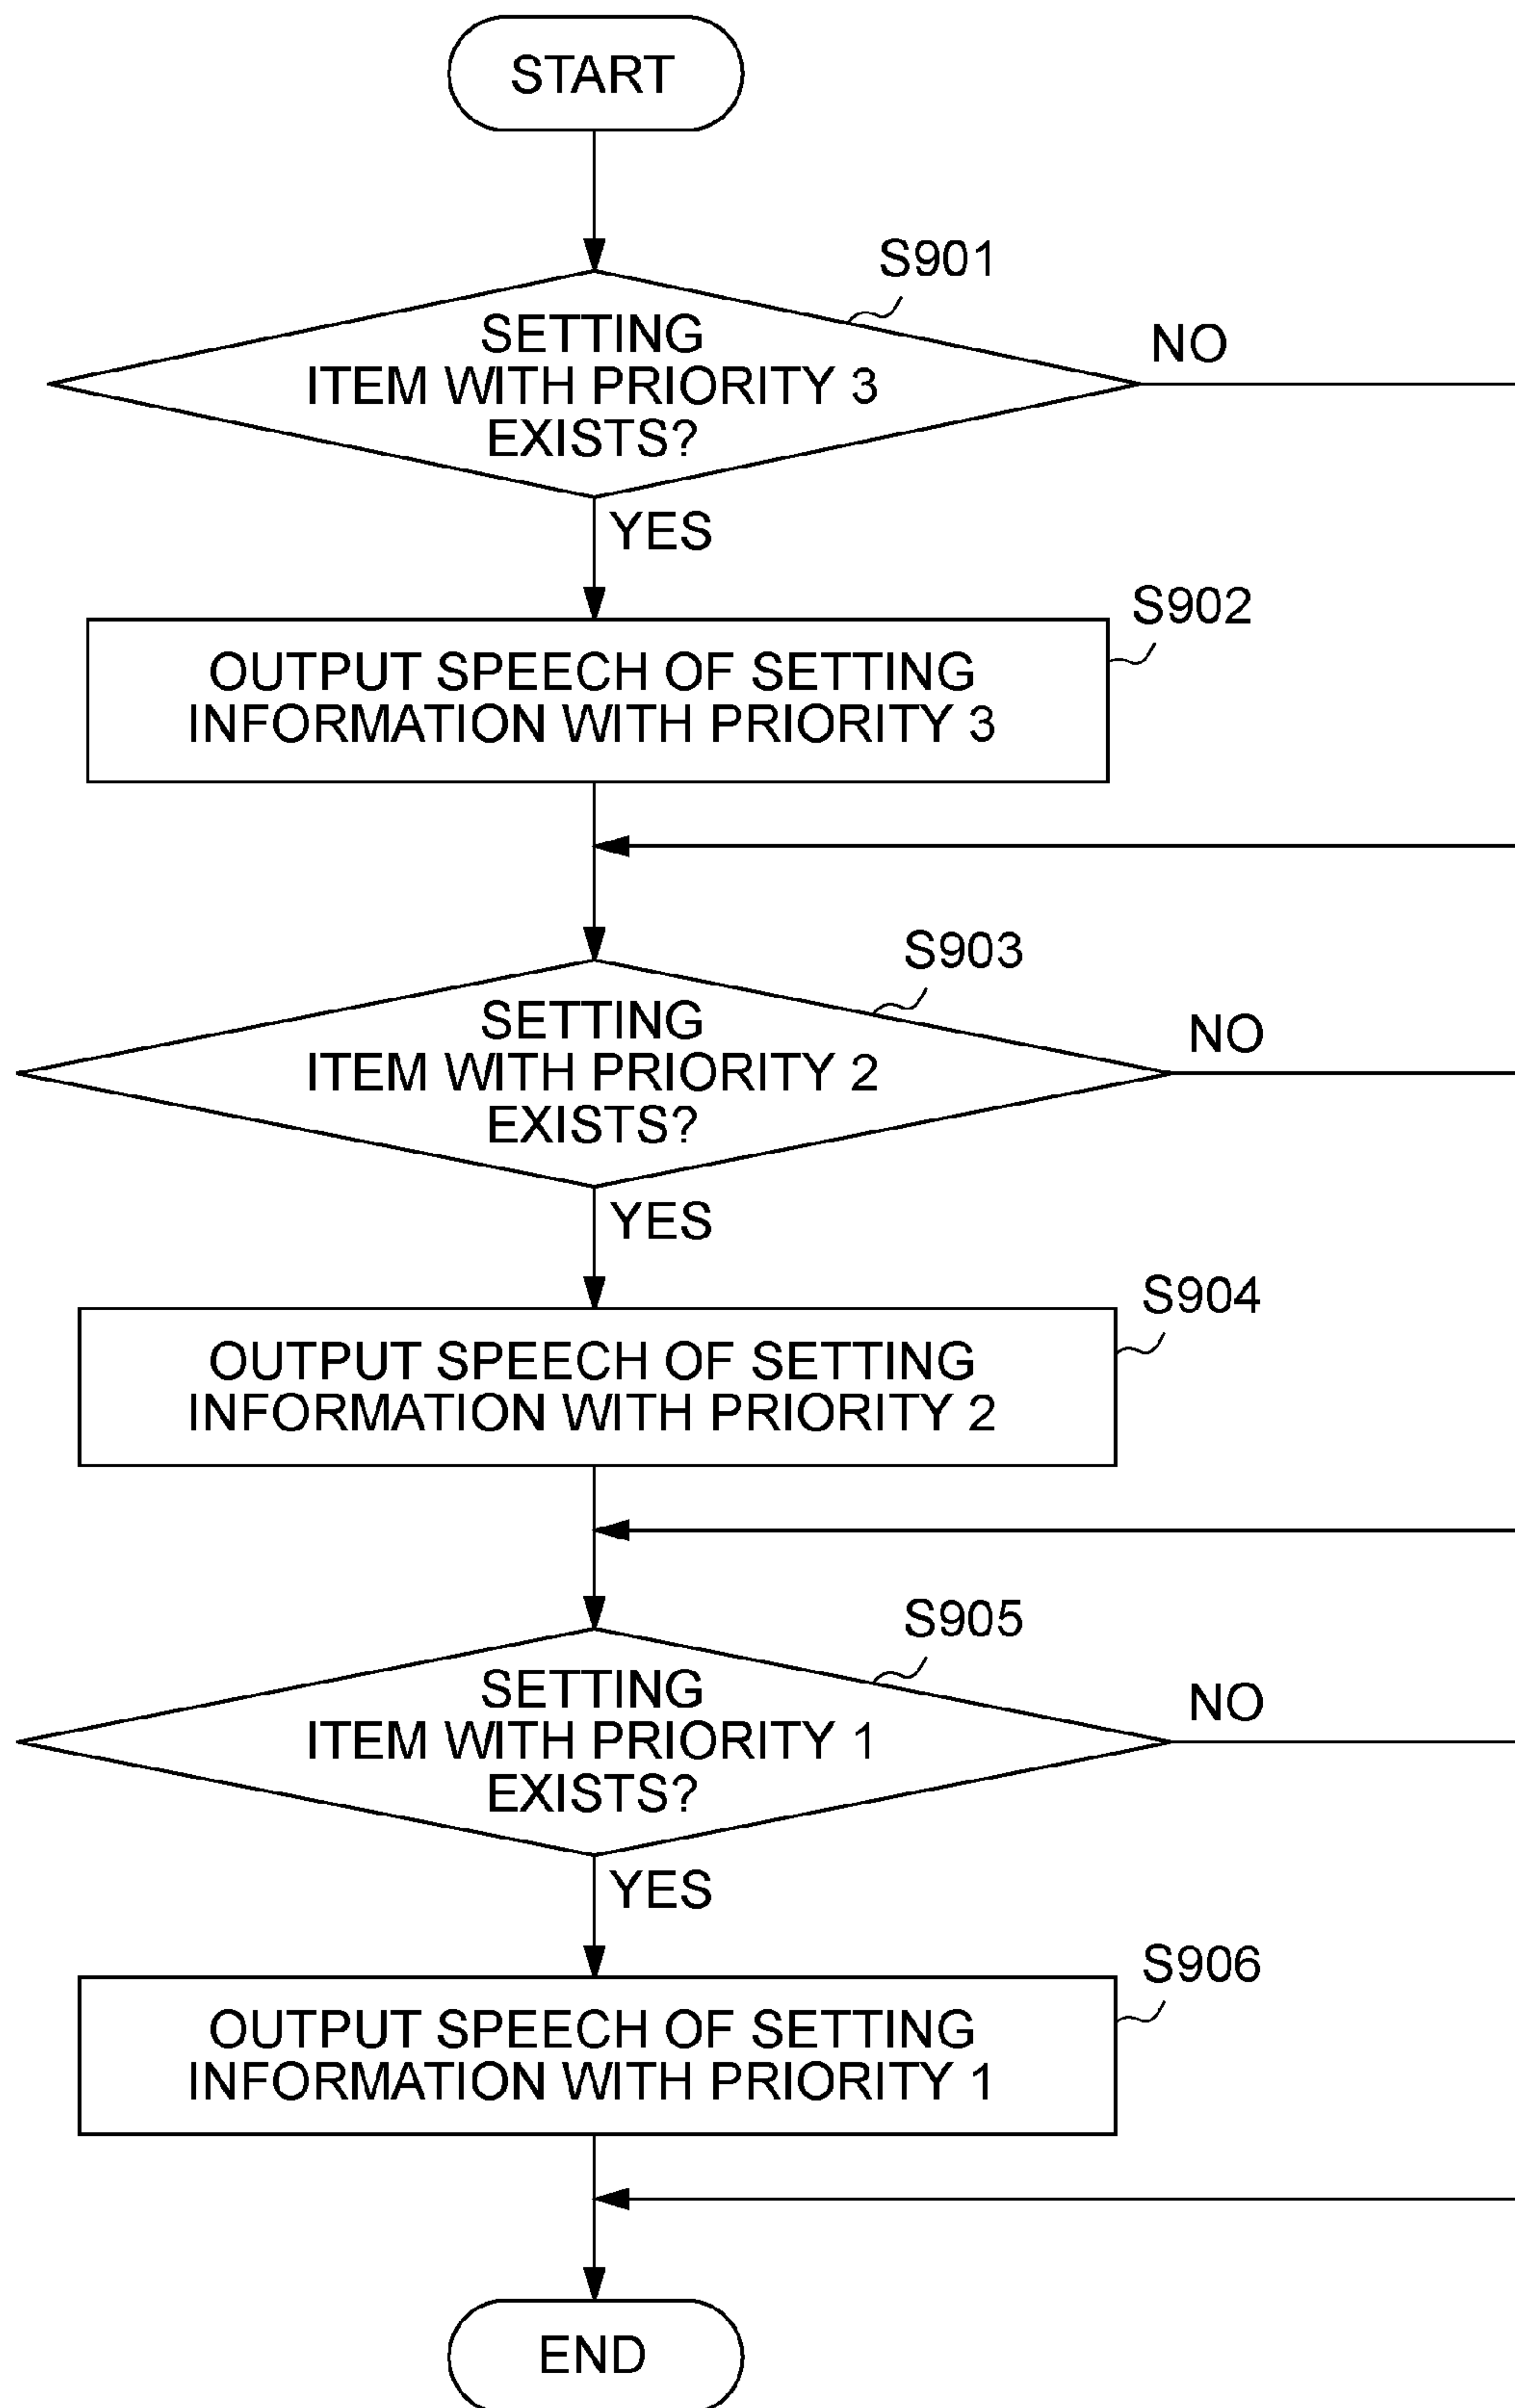 START
S901
SETTING
ITEM WITH PRIORITY 3
EXISTS?
NO
YES
S902
OUTPUT SPEECH OF SETTING
INFORMATION WITH PRIORITY 3
S903
SETTING
ITEM WITH PRIORITY 2
EXISTS?
NO
YES
S904
OUTPUT SPEECH OF SETTING
INFORMATION WITH PRIORITY 2
S905
SETTING
ITEM WITH PRIORITY 1
EXISTS?
NO
YES
S906
OUTPUT SPEECH OF SETTING
INFORMATION WITH PRIORITY 1
END